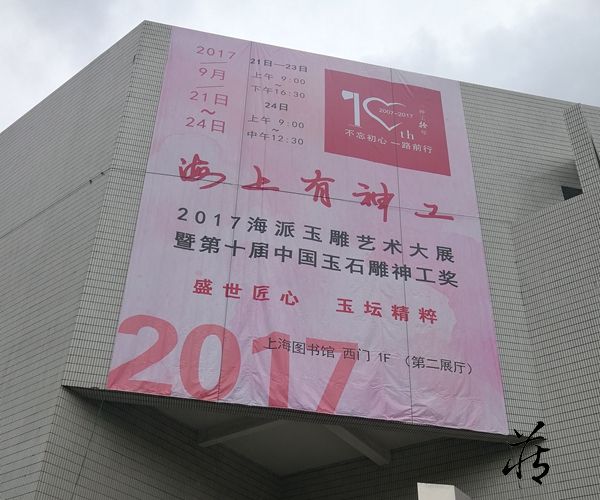 2017
9月
21日
~
24日
21日—23日
上午 9:00
~
下午16:30
24日
上午 9:00
~
中午12:30
10th
2007-2017
不忘初心 一路前行
海上有神工
2017海派玉雕艺术大展
暨第十届中国玉石雕神工奖
盛世匠心 玉坛精粹
2017
上海图书馆 西门 1F （第二展厅）